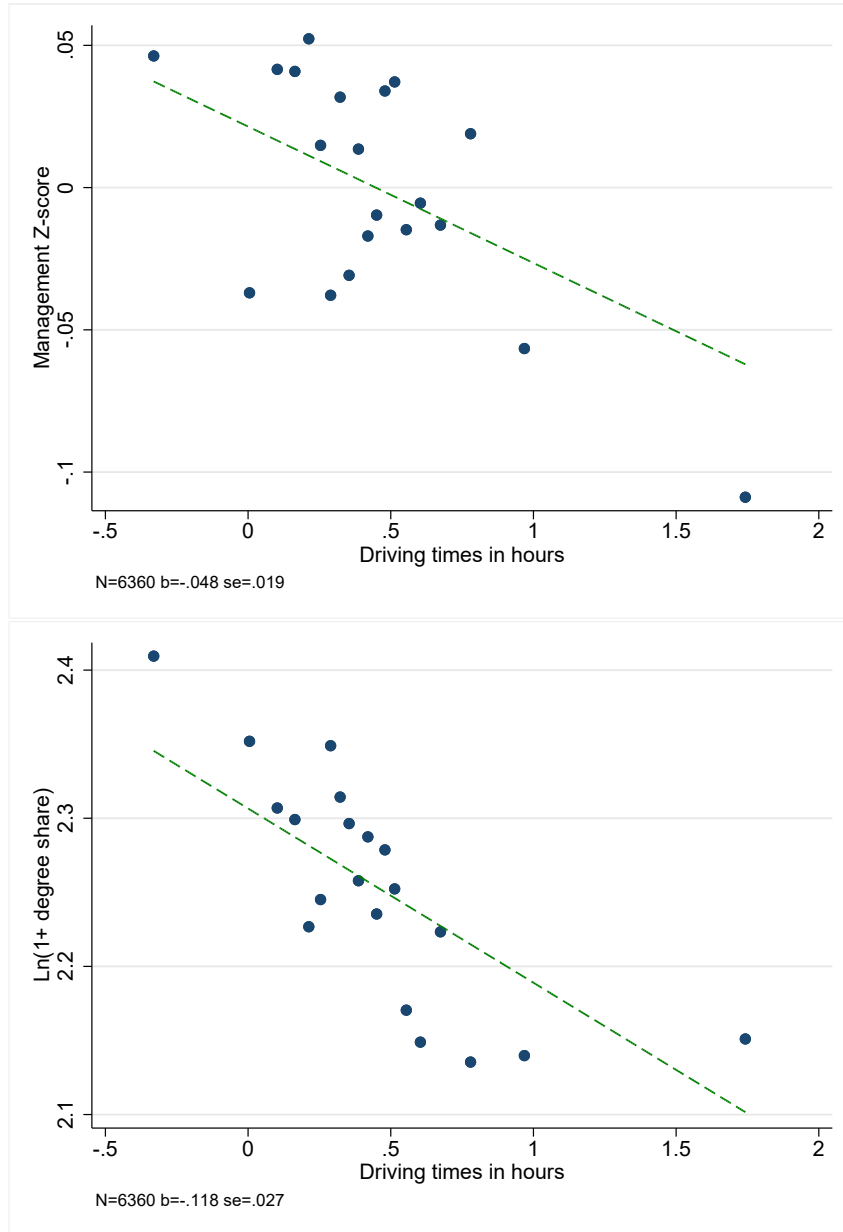 Management Z-score
.05
0
-.05
-.1
-.5 0 .5 1 1.5 2
Driving times in hours
N=6360 b=-.048 se=.019
Ln(1+ degree share)
2.4
2.3
2.2
2.1
-.5 0 .5 1 1.5 2
Driving times in hours
N=6360 b=-.118 se=.027